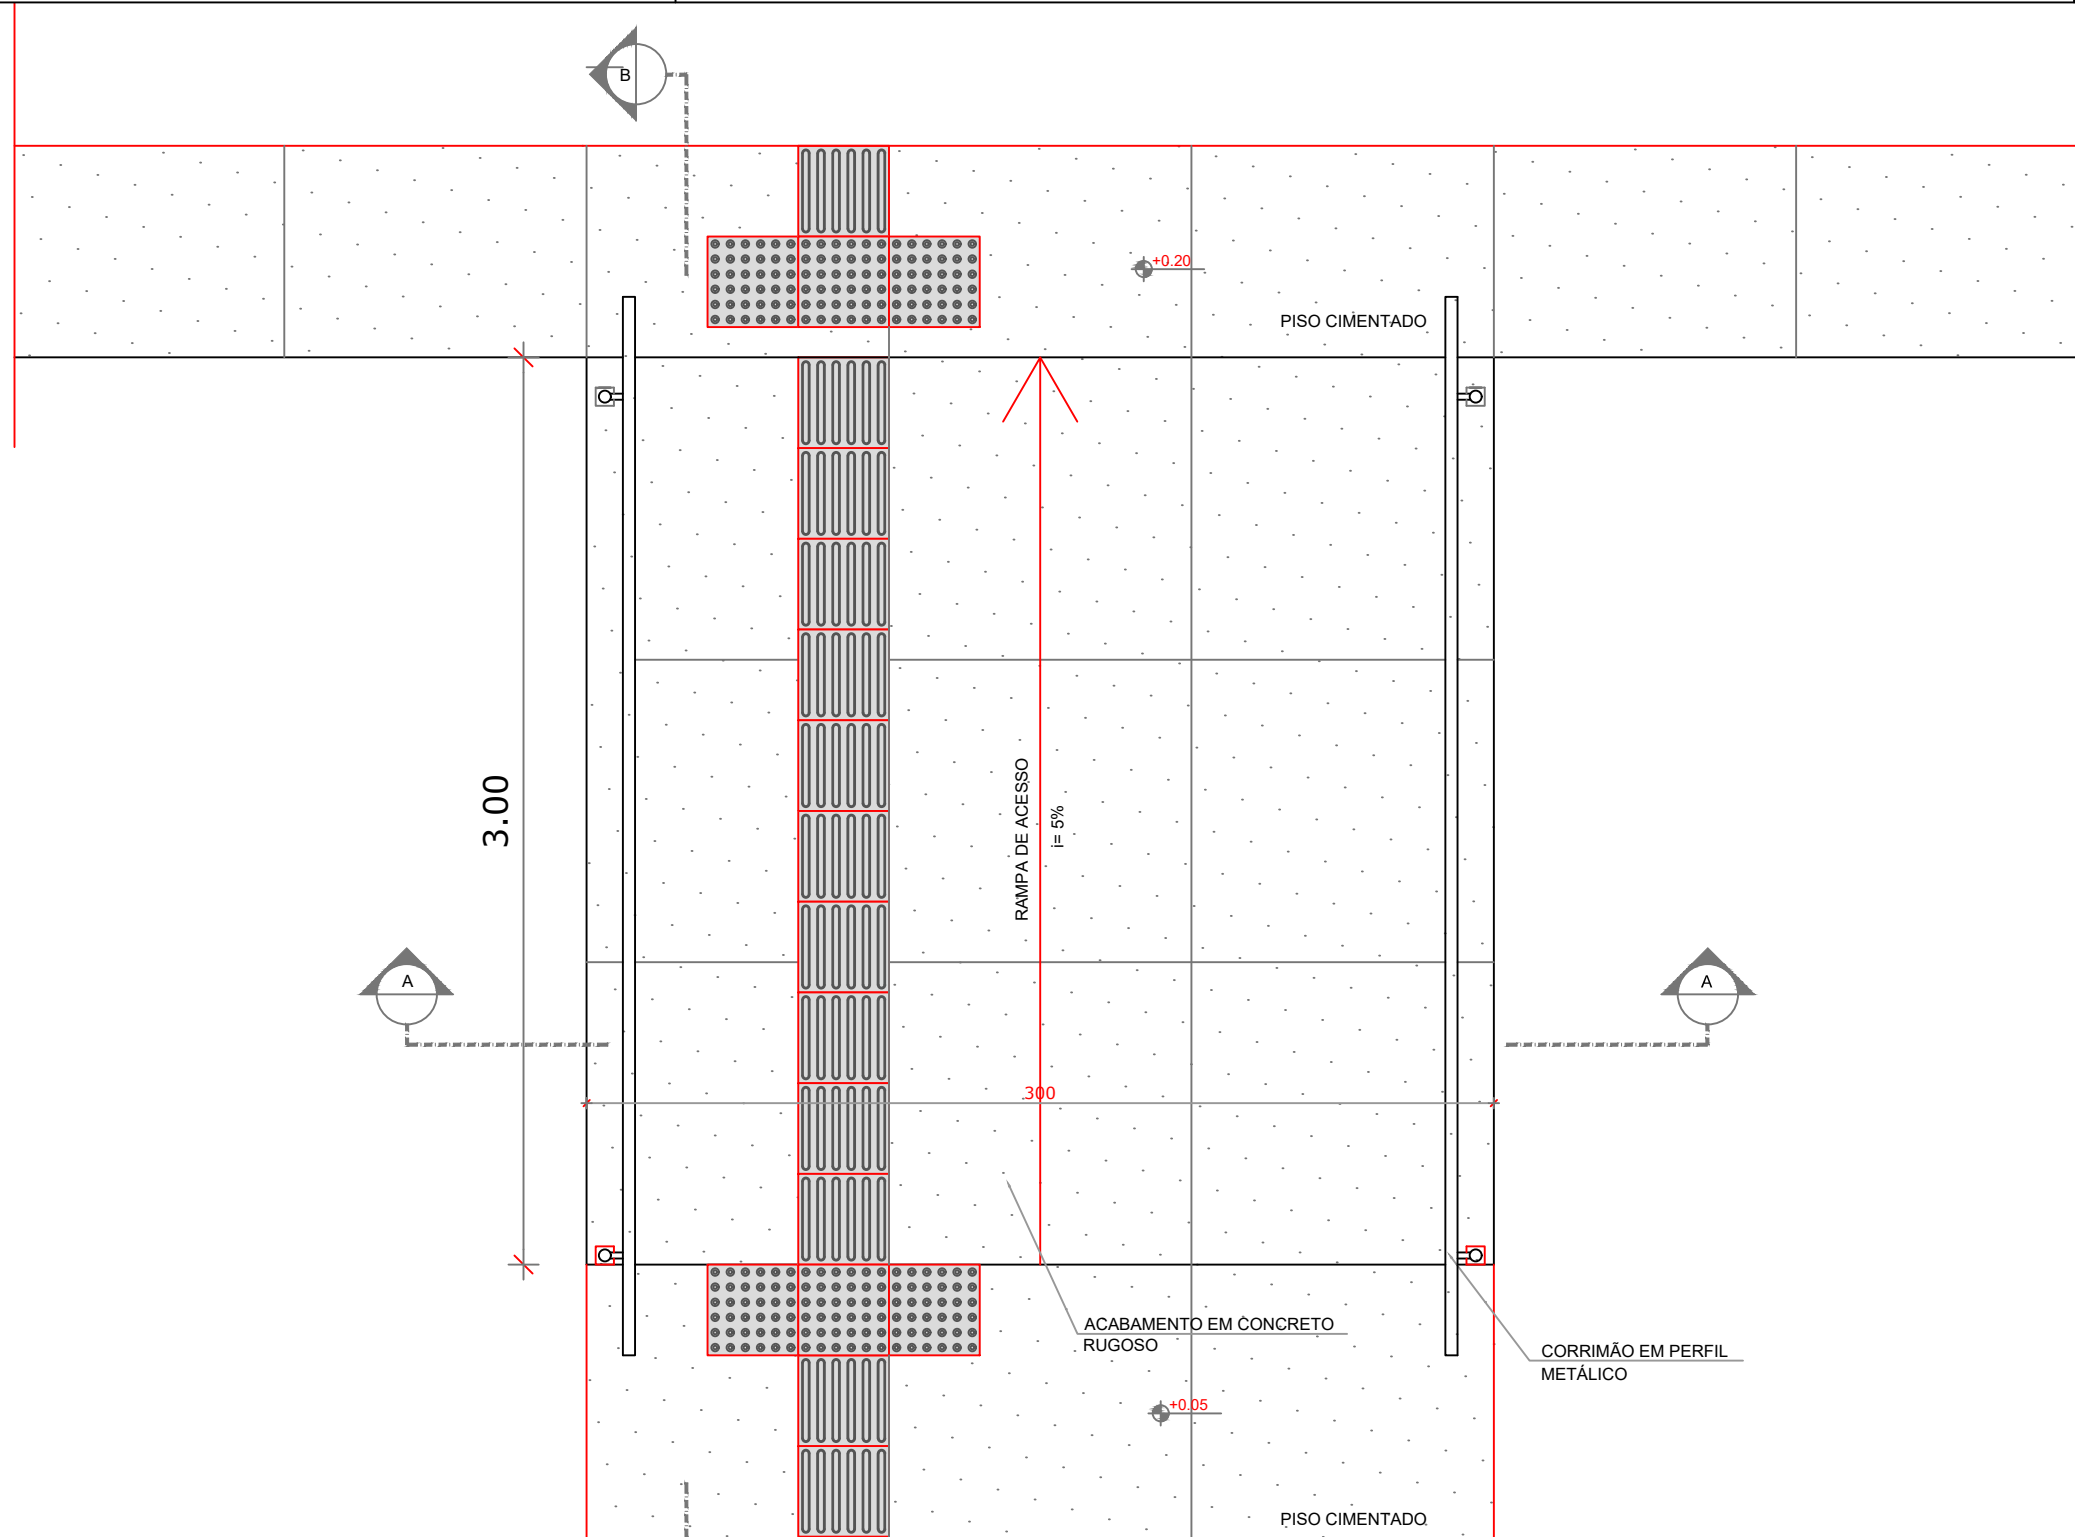 B
+0.20
PISO CIMENTADO
3.00
RAMPA DE ACESSO
i= 5%
A
A
.300
ACABAMENTO EM CONCRETO
RUGOSO
CORRIMÃO EM PERFIL
METÁLICO
+0.05
PISO CIMENTADO